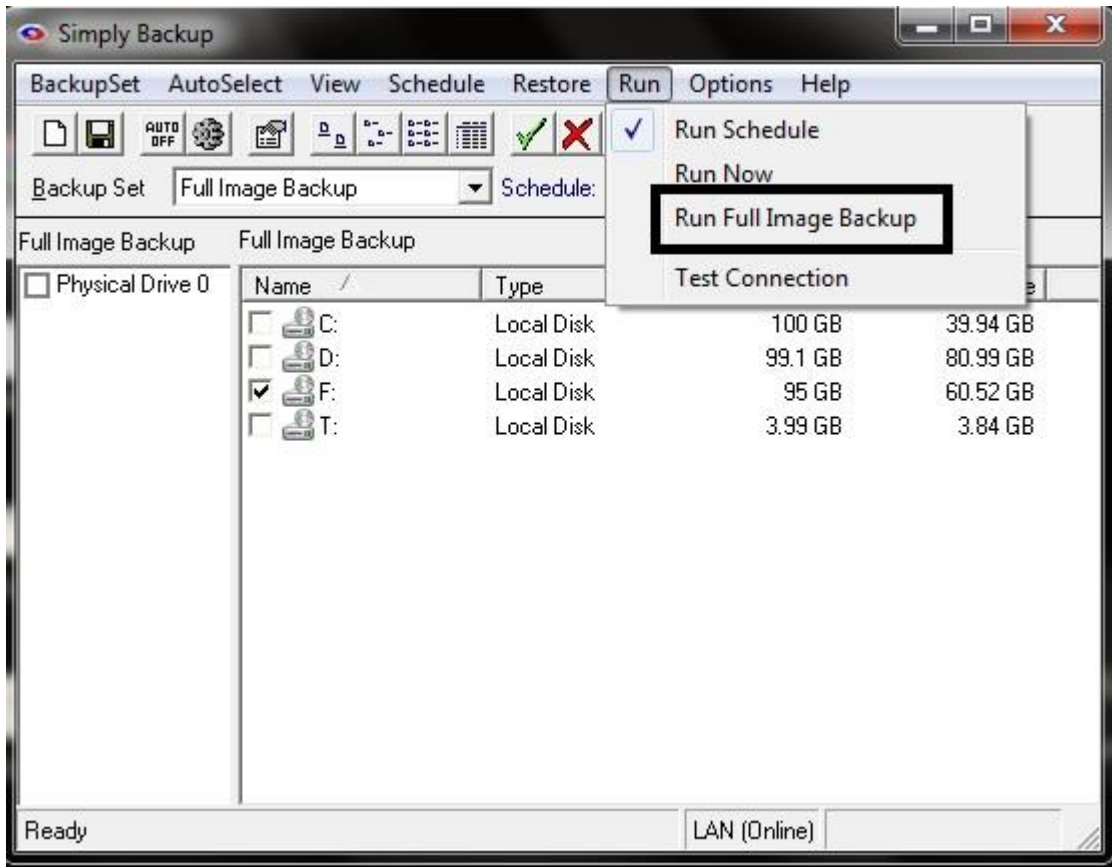 Simply Backup
BackupSet AutoSelect View Schedule Restore Run Options Help
AUTO OFF
Run Schedule
Run Now
Run Full Image Backup
Test Connection
Backup Set Full Image Backup Schedule:
Full Image Backup Full Image Backup
Physical Drive 0 Name Type
C: Local Disk 100 GB 39.94 GB
D: Local Disk 99.1 GB 80.99 GB
F: Local Disk 95 GB 60.52 GB
T: Local Disk 3.99 GB 3.84 GB
Ready LAN (Online)